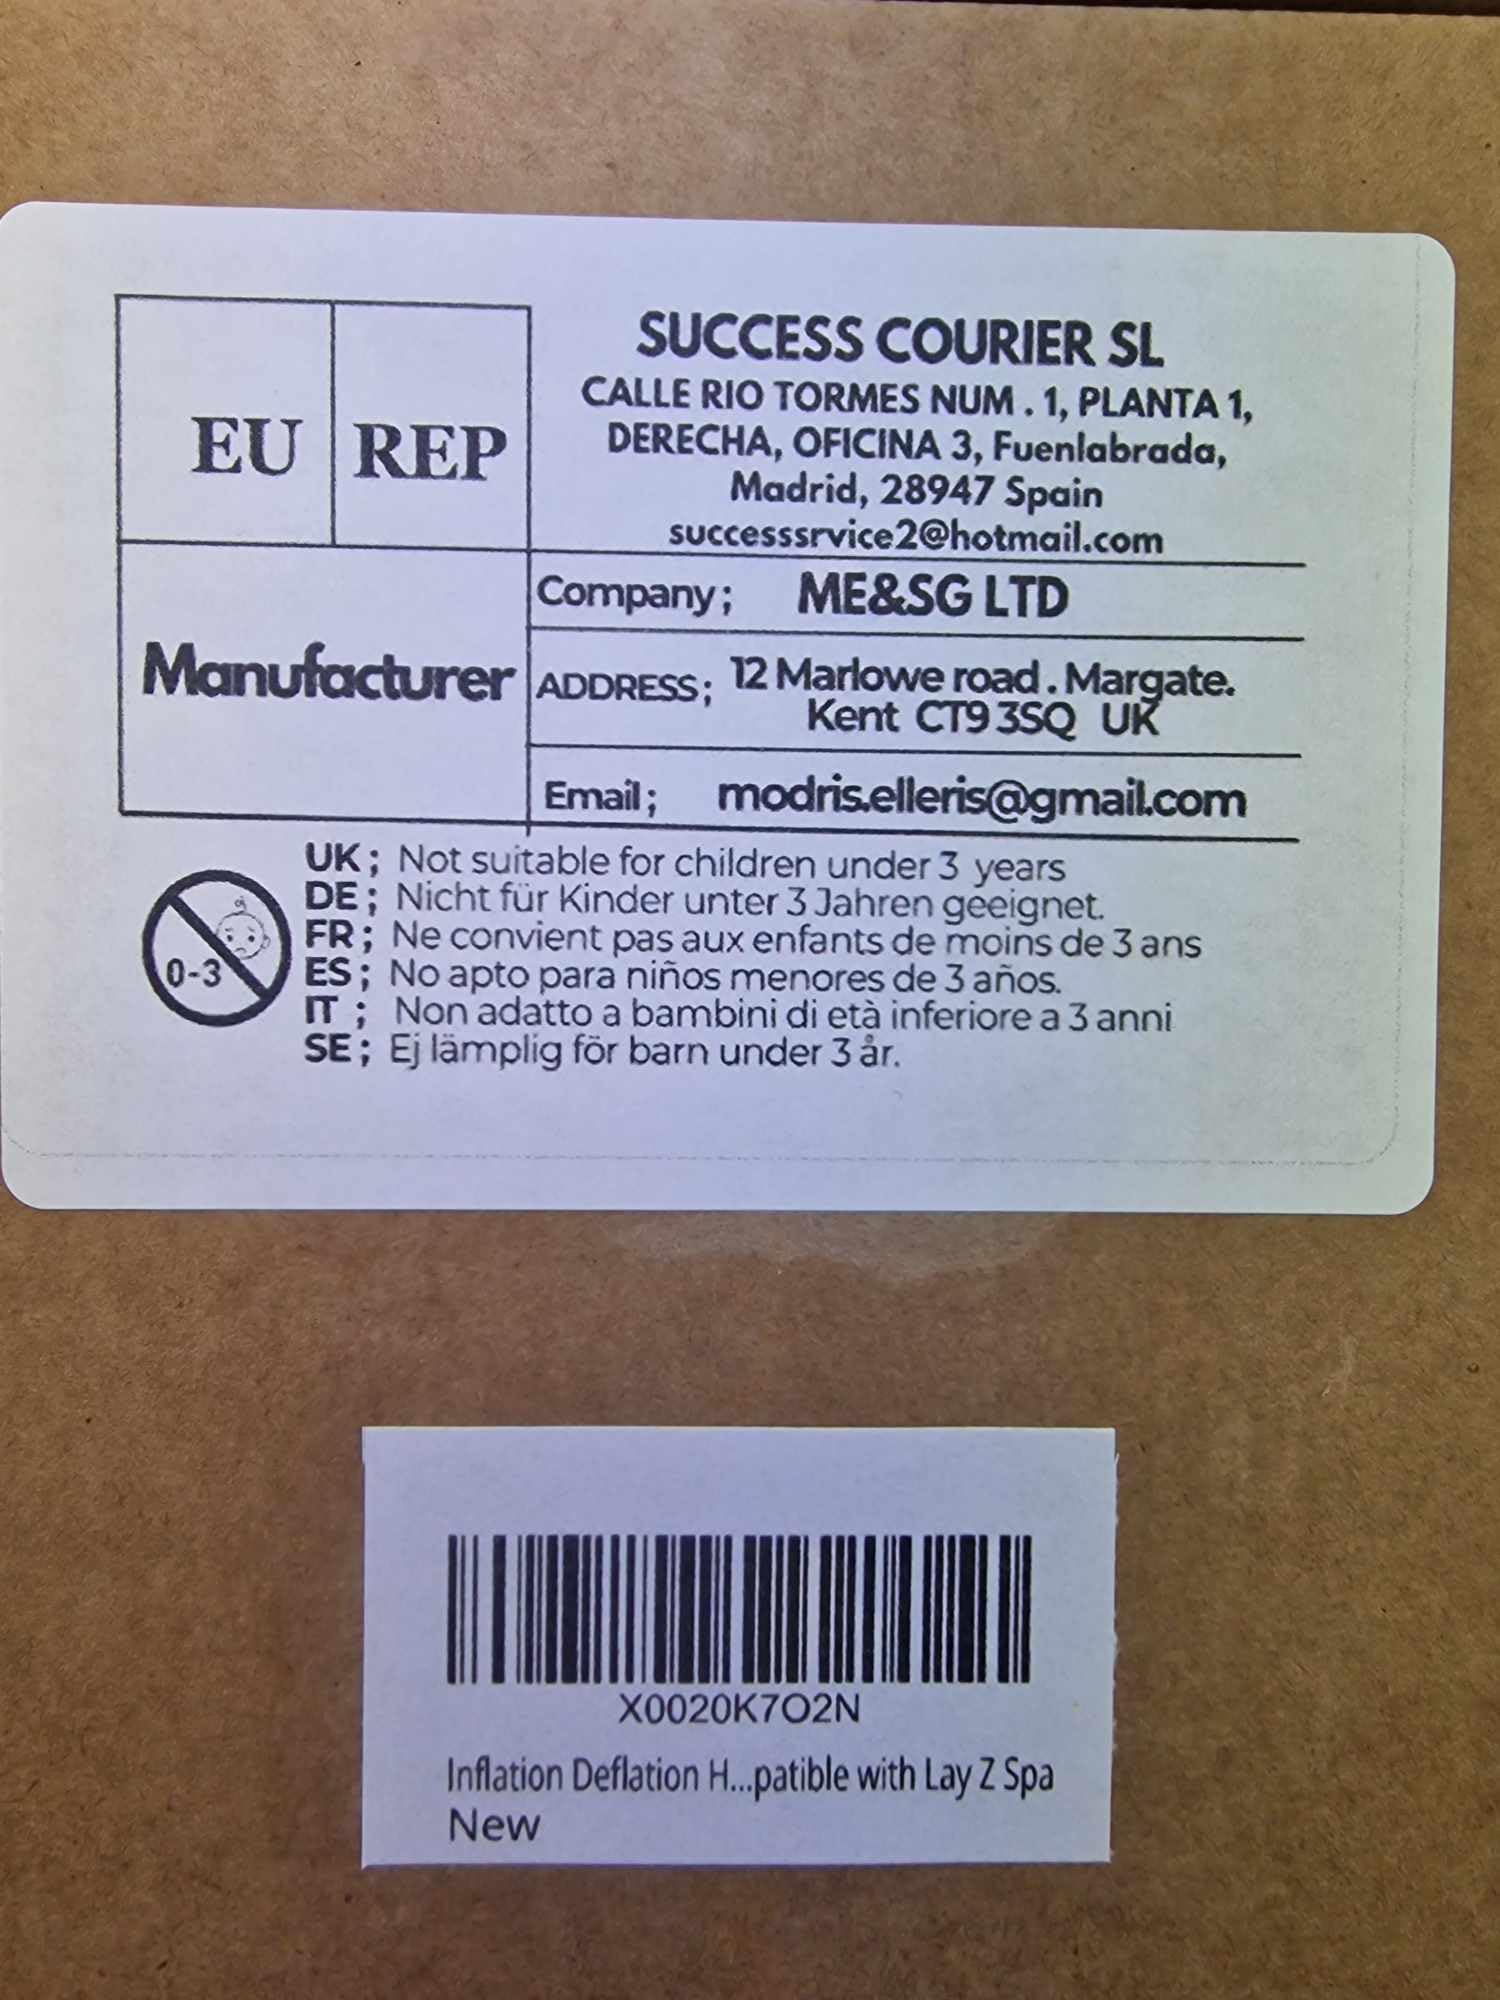 EU REP
SUCCESS COURIER SL
CALLE RIO TORMES NUM . 1, PLANTA 1,
DERECHA, OFICINA 3, Fuenlabrada,
Madrid, 28947 Spain
successsrvice2@hotmail.com
Manufacturer
Company; ME&SG LTD
ADDRESS; 12 Marlowe road . Margate.
Kent CT9 3SQ UK
Email; modris.elleris@gmail.com
0-3
UK; Not suitable for children under 3 years
DE; Nicht für Kinder unter 3 Jahren geeignet.
FR; Ne convient pas aux enfants de moins de 3 ans
ES; No apto para niños menores de 3 años.
IT; Non adatto a bambini di età inferiore a 3 anni
SE; Ej lämplig för barn under 3 år.
X0020K7O2N
Inflation Deflation H...patible with Lay Z Spa
New